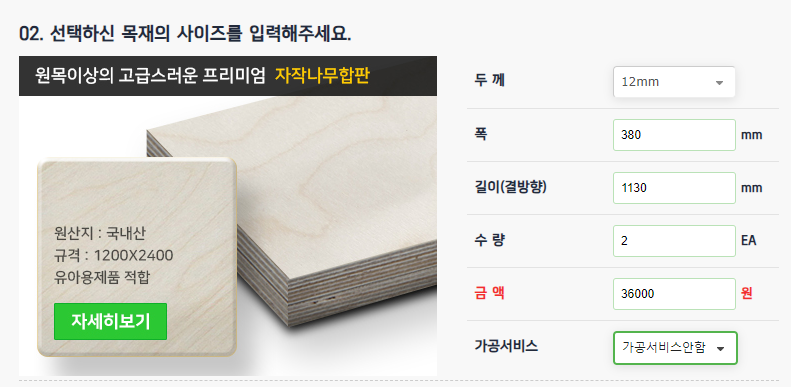 02. 선택하신 목재의 사이즈를 입력해주세요.
원목이상의 고급스러운 프리미엄 자작나무합판
원산지 : 국내산
규격 : 1200X2400
유아용제품 적합
자세히보기
두 께 12mm
폭 380 mm
길이(결방향) 1130 mm
수 량 2 EA
금 액 36000 원
가공서비스 가공서비스안함